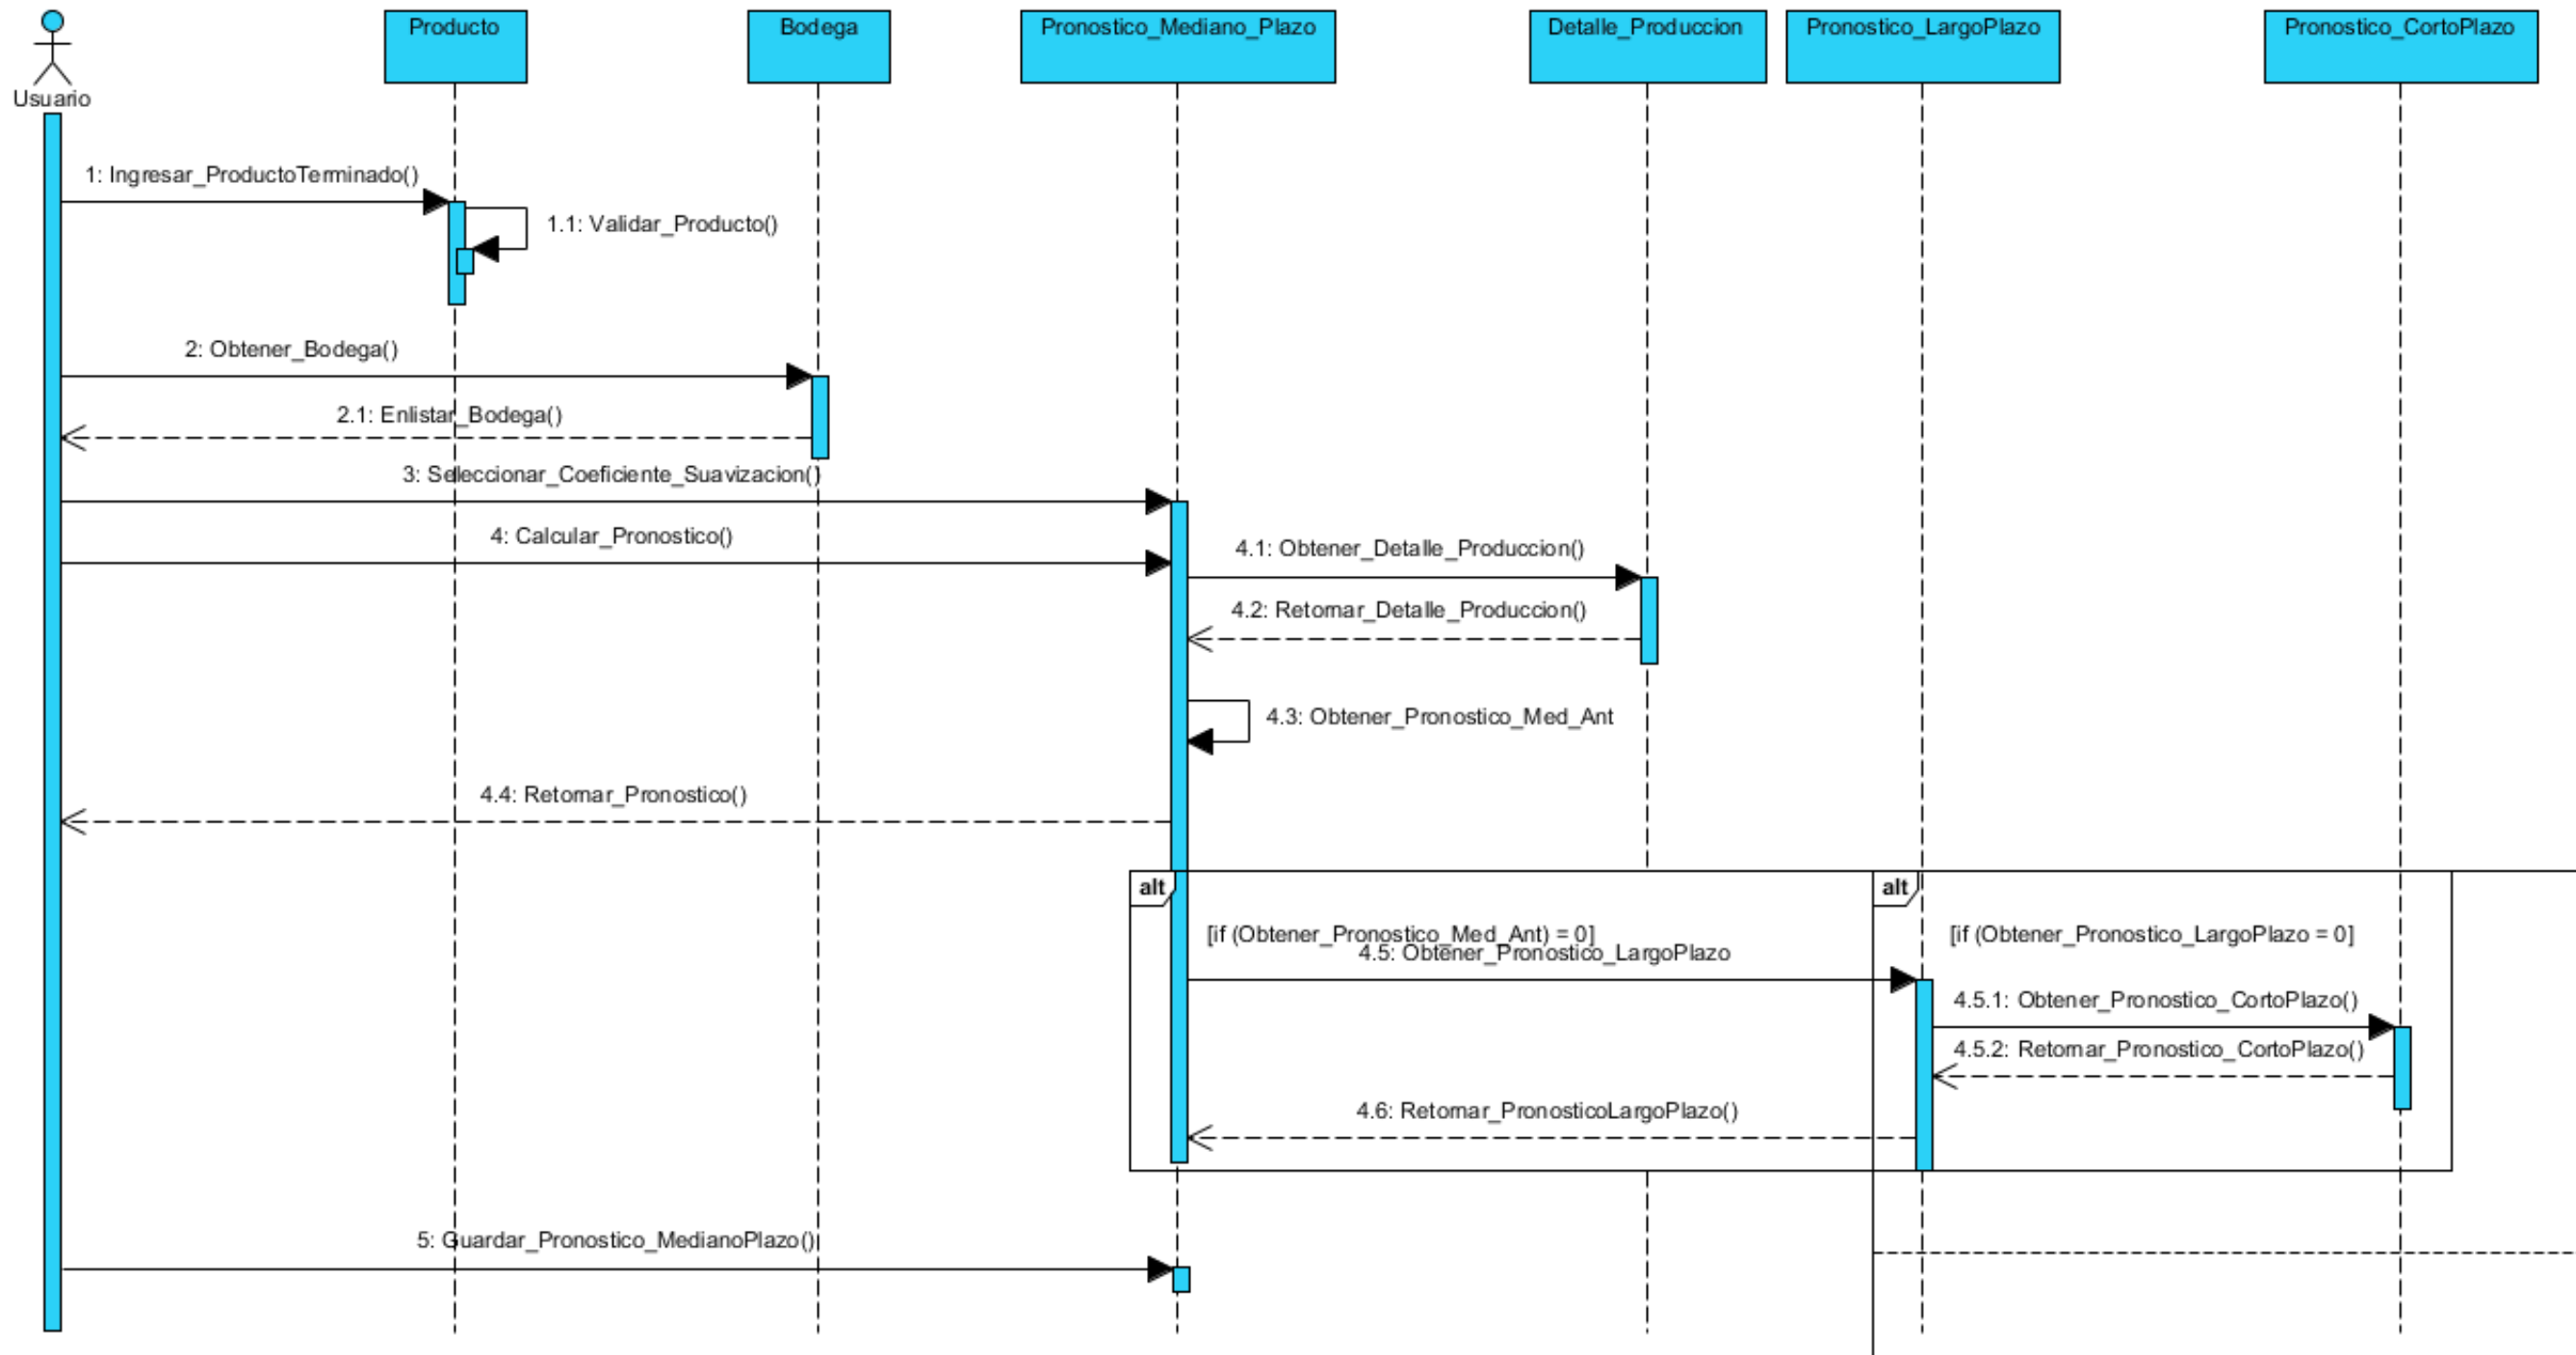 Usuario
Producto
Bodega
Pronostico_Mediano_Plazo
Detalle_Produccion
Pronostico_LargoPlazo
Pronostico_CortoPlazo
1: Ingresar_ProductoTerminado()
1.1: Validar_Producto()
2: Obtener_Bodega()
2.1: Enlistar_Bodega()
3: Seleccionar_Coeficiente_Suavizacion()
4: Calcular_Pronostico()
4.1: Obtener_Detalle_Produccion()
4.2: Retornar_Detalle_Produccion()
4.3: Obtener_Pronostico_Med_Ant
4.4: Retornar_Pronostico()
alt
alt
[if (Obtener_Pronostico_Med_Ant) = 0]
[if (Obtener_Pronostico_LargoPlazo = 0]
4.5: Obtener_Pronostico_LargoPlazo
4.5.1: Obtener_Pronostico_CortoPlazo()
4.5.2: Retornar_Pronostico_CortoPlazo()
4.6: Retornar_PronosticoLargoPlazo()
5: Guardar_Pronostico_MedianoPlazo()